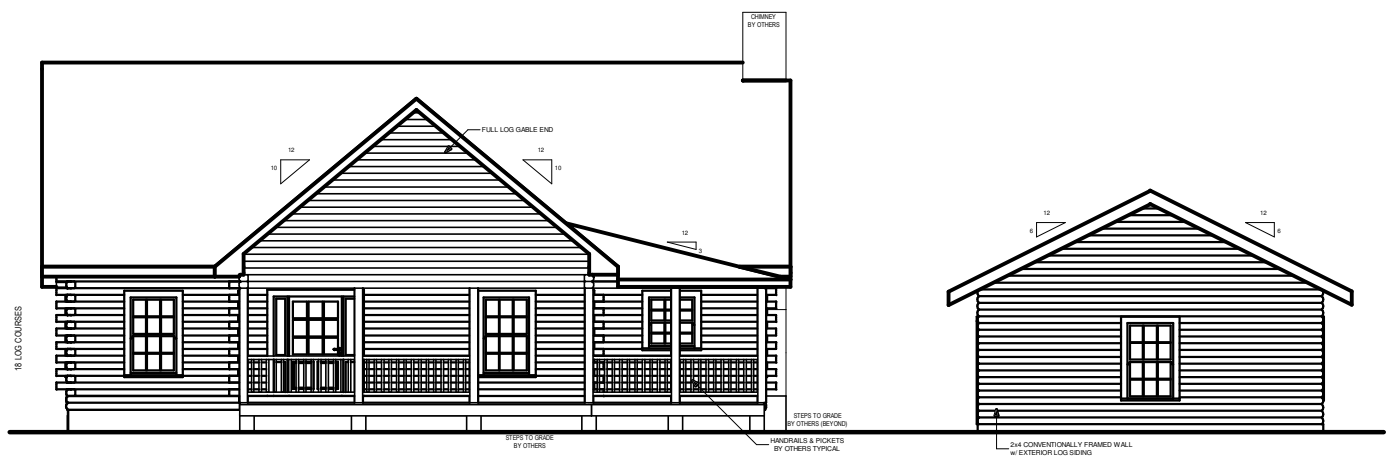 CHIMNEY
BY OTHERS
FULL LOG GABLE END
12
10
12
10
12
3
12
6
12
6
18 LOG COURSES
STEPS TO GRADE
BY OTHERS (BEYOND)
STEPS TO GRADE
BY OTHERS
HANDRAILS & PICKETS
BY OTHERS TYPICAL
2x4 CONVENTIONALLY FRAMED WALL
w/ EXTERIOR LOG SIDING